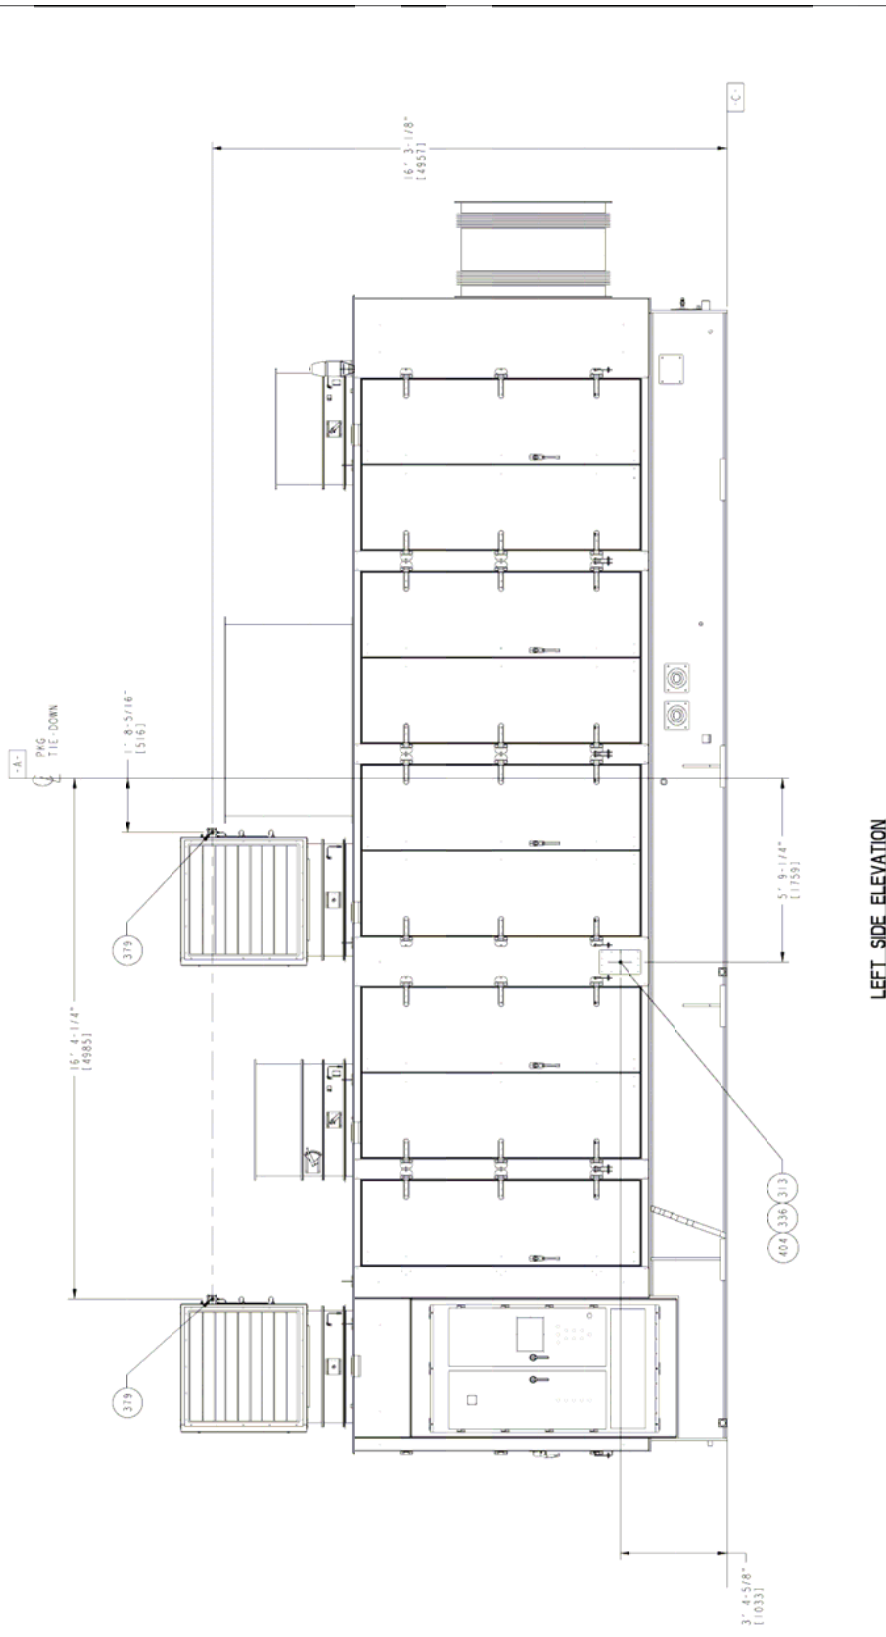 -C-
16' 3-1/8"
[4957]
-A-
PKG
TIE-DOWN
1' 8-5/16"
[516]
379
16' 4-1/4"
[4985]
5' 9-1/4"
[1759]
LEFT SIDE ELEVATION
404 336 313
379
3' 4-5/8"
[1033]